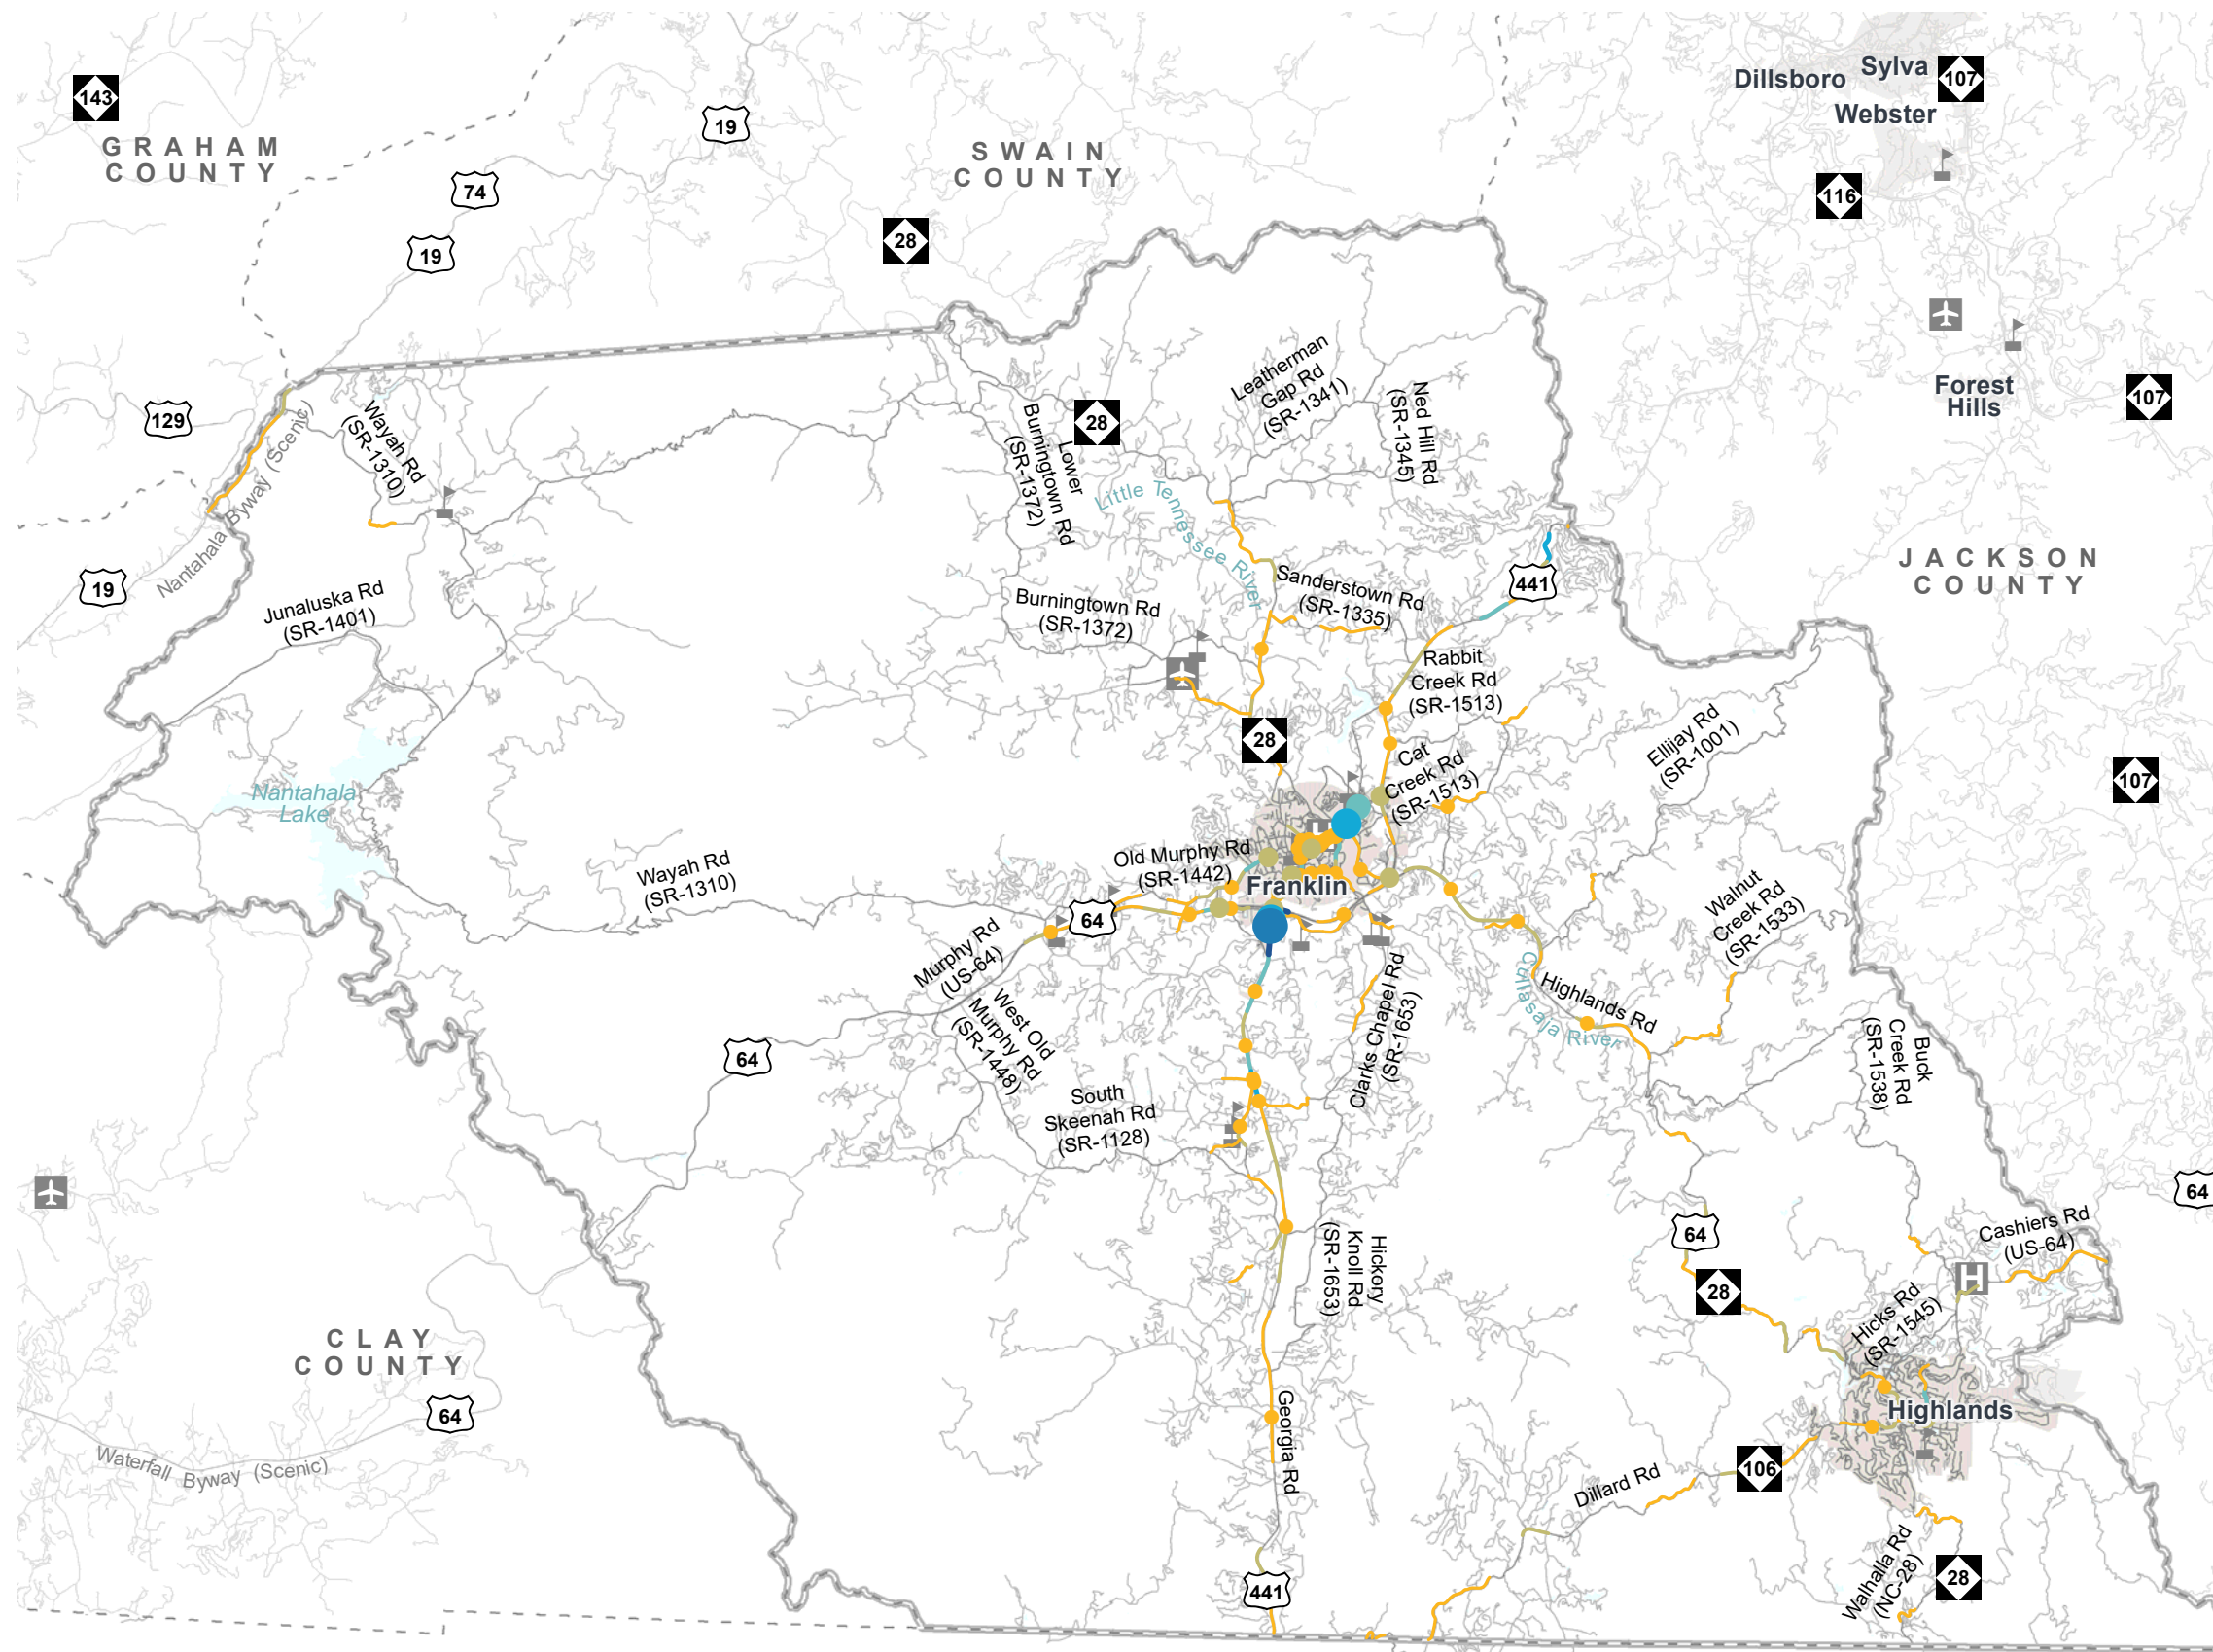 Sylva
107
Dillsboro
Webster
143
19
GRAHAM
COUNTY
SWAIN
COUNTY
74
116
28
19
129
Forest
Hills
107
Leatherman
Gap Rd
(SR-1341)
Ned Hill Rd
(SR-1345)
28
Wayah Rd
(SR-1310)
Lower
Burningtown Rd
(SR-1372)
Little Tennessee River
Nantahala Byway (Scenic)
19
441
JACKSON
COUNTY
Sanderstown Rd
(SR-1335)
Junaluska Rd
(SR-1401)
Burningtown Rd
(SR-1372)
Rabbit
Creek Rd
(SR-1513)
28
Cat
Creek Rd
(SR-1513)
Ellijay Rd
(SR-1001)
107
Nantahala
Lake
Old Murphy Rd
(SR-1442)
Franklin
Wayah Rd
(SR-1310)
64
Walnut
Creek Rd
(SR-1533)
Murphy Rd
(US-64)
West Old
Murphy Rd
(SR-1448)
Clarks Chapel Rd
(SR-1653)
Cullasaja River
Highlands Rd
64
Buck
Creek Rd
(SR-1538)
South
Skeenah Rd
(SR-1128)
64
Hickory
Knoll Rd
(SR-1653)
64
Cashiers Rd
(US-64)
H
28
Hicks Rd
(SR-1545)
CLAY
COUNTY
64
Highlands
Georgia Rd
Waterfall Byway (Scenic)
106
Dillard Rd
441
Walhalla Rd
(NC-28)
28